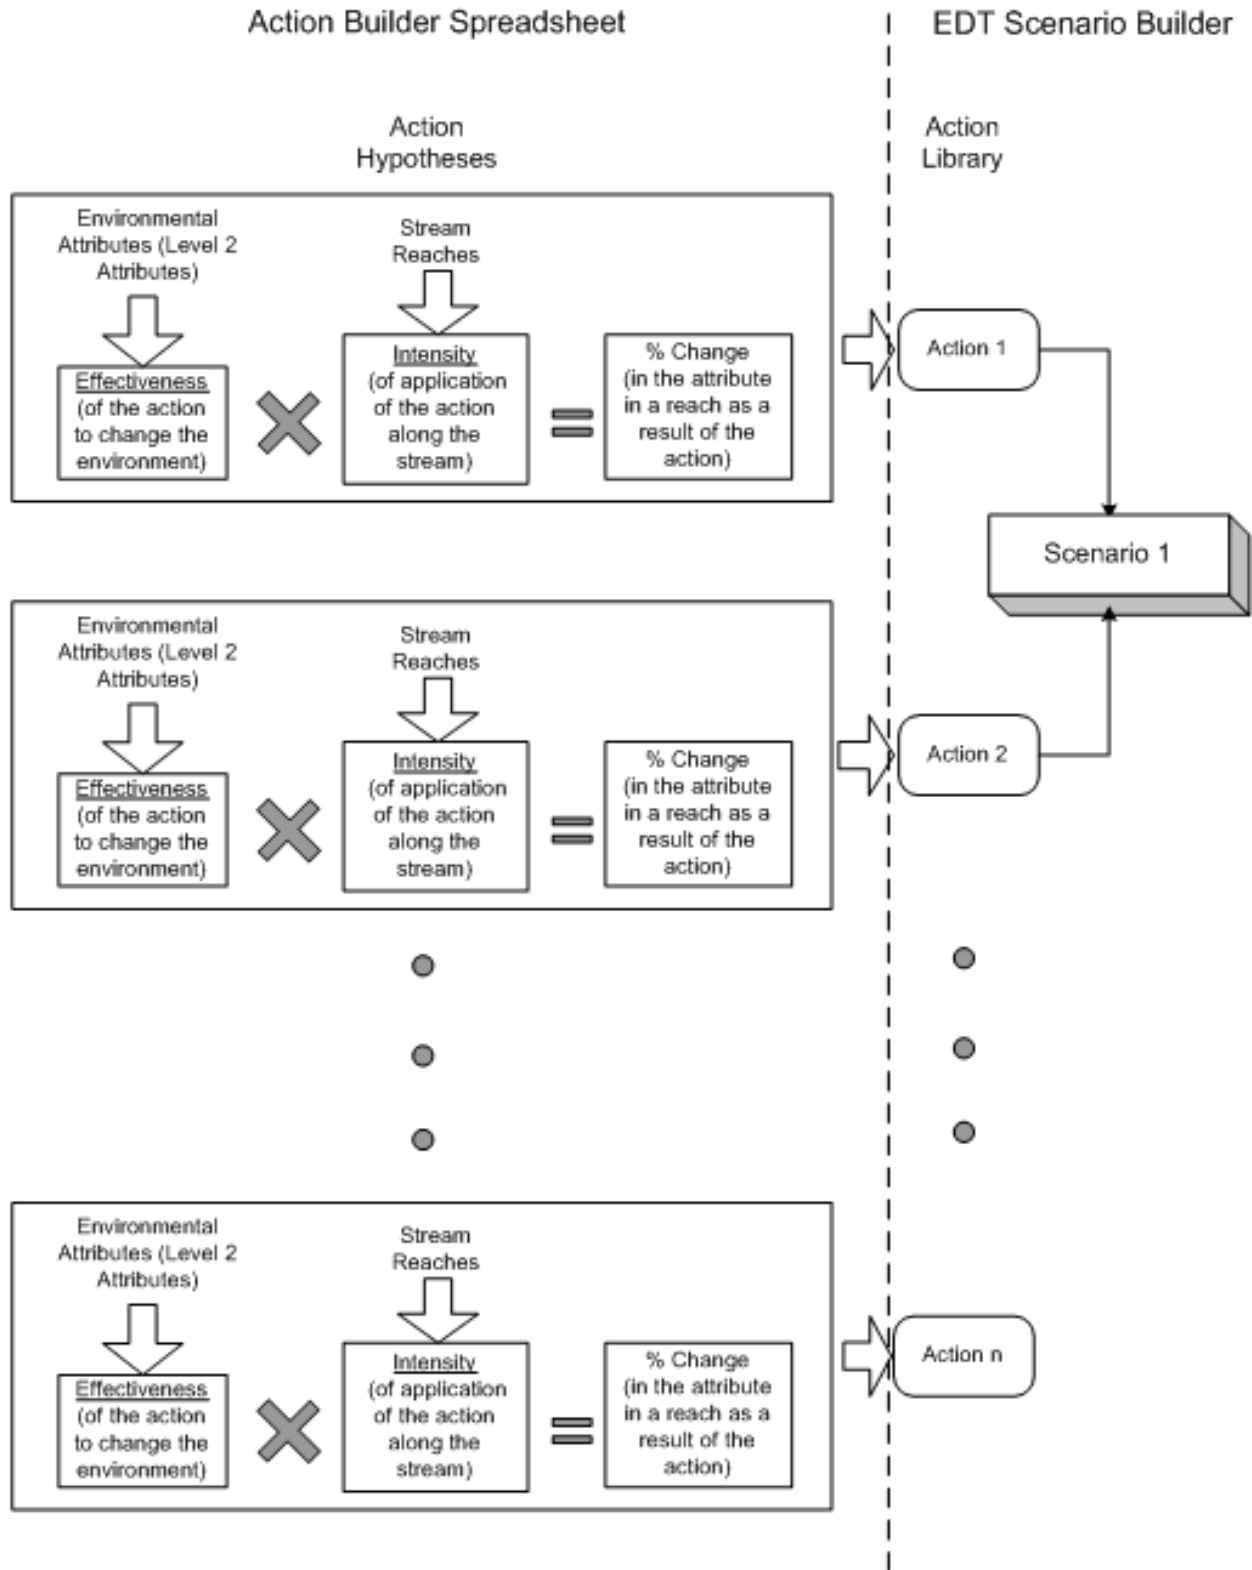 Action Builder Spreadsheet
EDT Scenario Builder
Action
Hypotheses
Action
Library
Environmental
Attributes (Level 2
Attributes)
Stream
Reaches
Effectiveness
(of the action
to change the
environment)
Intensity
(of application
of the action
along the
stream)
% Change
(in the attribute
in a reach as a
result of the
action)
Action 1
Scenario 1
Environmental
Attributes (Level 2
Attributes)
Stream
Reaches
Effectiveness
(of the action
to change the
environment)
Intensity
(of application
of the action
along the
stream)
% Change
(in the attribute
in a reach as a
result of the
action)
Action 2
Environmental
Attributes (Level 2
Attributes)
Stream
Reaches
Effectiveness
(of the action
to change the
environment)
Intensity
(of application
of the action
along the
stream)
% Change
(in the attribute
in a reach as a
result of the
action)
Action n